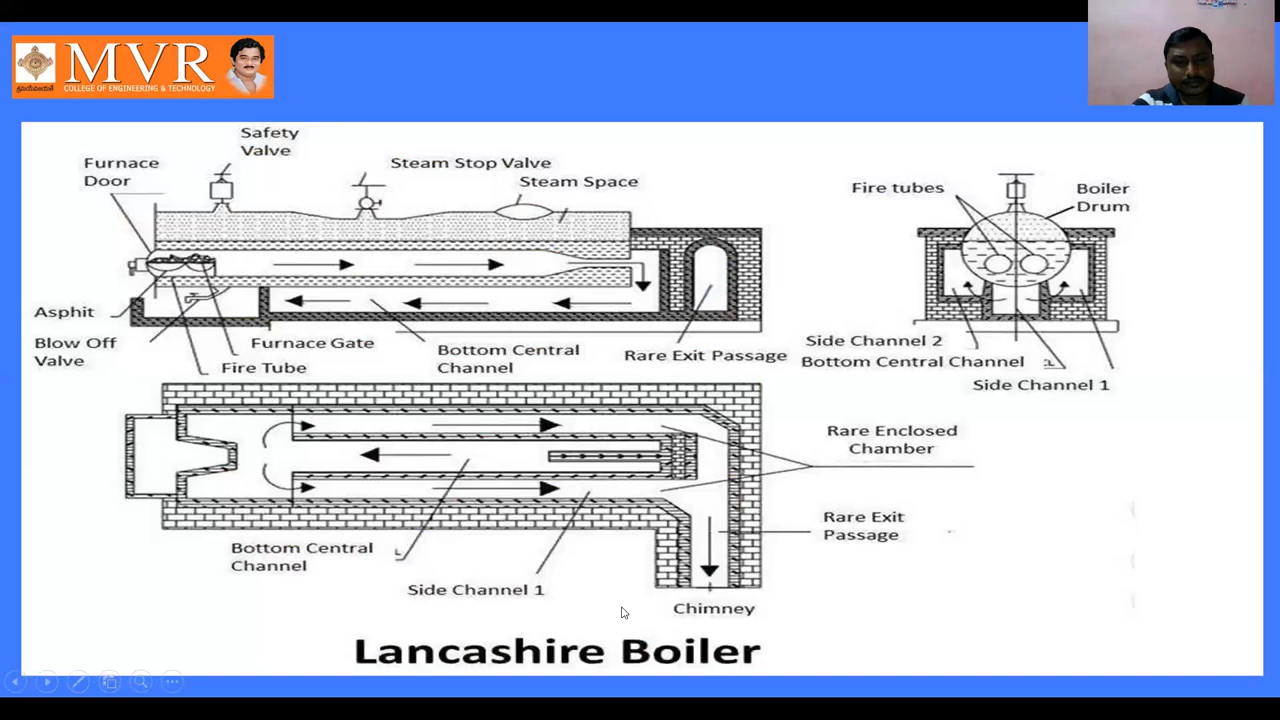 MVR
COLLEGE OF ENGINEERING & TECHNOLOGY
Safety
Valve
Furnace
Door
Steam Stop Valve
Steam Space
Fire tubes
Boiler
Drum
Asphit
Blow Off
Valve
Furnace Gate
Fire Tube
Bottom Central
Channel
Rare Exit Passage
Side Channel 2
Bottom Central Channel
Side Channel 1
Rare Enclosed
Chamber
Rare Exit
Passage
Bottom Central
Channel
Side Channel 1
Chimney
Lancashire Boiler